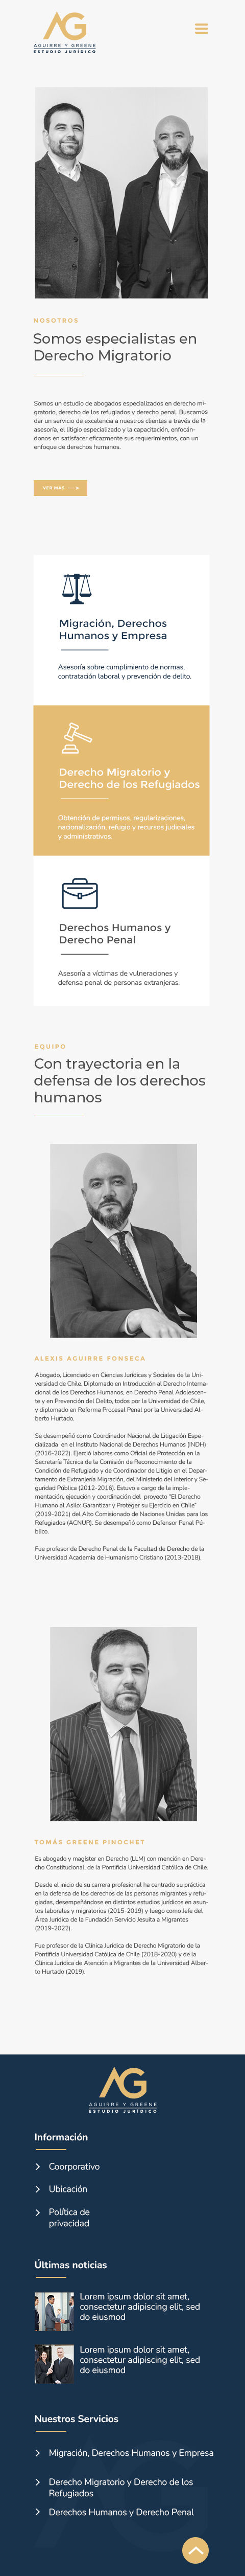 AG
AGUIRRE Y GREENE
ESTUDIO JURÍDICO
NOSOTROS
Somos especialistas en
Derecho Migratorio
Somos un estudio de abogados especializados en derecho mi-
gratorio, derecho de los refugiados y derecho penal. Buscamos
dar un servicio de excelencia a nuestros clientes a través de la
asesoría, el litigio especializado y la capacitación, enfocán-
donos en satisfacer eficazmente sus requerimientos, con un
enfoque de derechos humanos.
VER MÁS
Migración, Derechos
Humanos y Empresa
Asesoría sobre cumplimiento de normas,
contratación laboral y prevención de delito.
Derecho Migratorio y
Derecho de los Refugiados
Obtención de permisos, regularizaciones,
nacionalización, refugio y recursos judiciales
y administrativos.
Derechos Humanos y
Derecho Penal
Asesoría a víctimas de vulneraciones y
defensa penal de personas extranjeras.
EQUIPO
Con trayectoria en la
defensa de los derechos
humanos
ALEXIS AGUIRRE FONSECA
Abogado, Licenciado en Ciencias Jurídicas y Sociales de la Uni-
versidad de Chile. Diplomado en Introducción al Derecho Interna-
cional de los Derechos Humanos, en Derecho Penal Adolescen-
te y en Prevención del Delito, todos por la Universidad de Chile,
y diplomado en Reforma Procesal Penal por la Universidad Al-
berto Hurtado.
Se desempeñó como Coordinador Nacional de Litigación Espe-
cializada en el Instituto Nacional de Derechos Humanos (INDH)
(2016-2022). Ejerció labores como Oficial de Protección en la
Secretaría Técnica de la Comisión de Reconocimiento de la
Condición de Refugiado y de Coordinador de Litigio en el Depar-
tamento de Extranjería Migración, del Ministerio del Interior y Se-
guridad Pública (2012-2016). Estuvo a cargo de la imple-
mentación, ejecución y coordinación del proyecto "El Derecho
Humano al Asilo: Garantizar y Proteger su Ejercicio en Chile"
(2019-2021) del Alto Comisionado de Naciones Unidas para los
Refugiados (ACNUR). Se desempeñó como Defensor Penal Pú-
blico.
Fue profesor de Derecho Penal de la Facultad de Derecho de la
Universidad Academia de Humanismo Cristiano (2013-2018).
TOMÁS GREENE PINOCHET
Es abogado y magíster en Derecho (LLM) con mención en Dere-
cho Constitucional, de la Pontificia Universidad Católica de Chile.
Desde el inicio de su carrera profesional ha centrado su práctica
en la defensa de los derechos de las personas migrantes y refu-
giadas, desempeñándose en distintos estudios jurídicos en asun-
tos laborales y migratorios (2015-2019) y luego como Jefe del
Área Jurídica de la Fundación Servicio Jesuita a Migrantes
(2019-2022).
Fue profesor de la Clínica Jurídica de Derecho Migratorio de la
Pontificia Universidad Católica de Chile (2018-2020) y de la
Clínica Jurídica de Atención a Migrantes de la Universidad Alber-
to Hurtado (2019).
AG
AGUIRRE Y GREENE
ESTUDIO JURÍDICO
Información
Coorporativo
Ubicación
Política de
privacidad
Últimas noticias
Lorem ipsum dolor sit amet,
consectetur adipiscing elit, sed
do eiusmod
Lorem ipsum dolor sit amet,
consectetur adipiscing elit, sed
do eiusmod
Nuestros Servicios
Migración, Derechos Humanos y Empresa
Derecho Migratorio y Derecho de los
Refugiados
Derechos Humanos y Derecho Penal